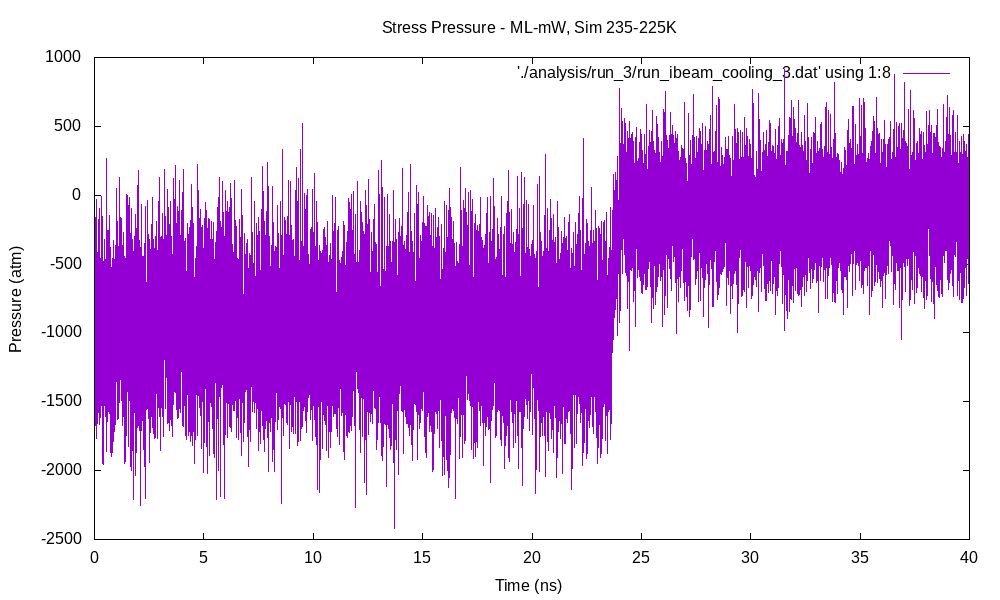 Stress Pressure - ML-mW, Sim 235-225K
'./analysis/run_3/run_ibeam_cooling_3.dat' using 1:8
1000
500
0
-500
-1000
-1500
-2000
-2500
Pressure (atm)
0 5 10 15 20 25 30 35 40
Time (ns)